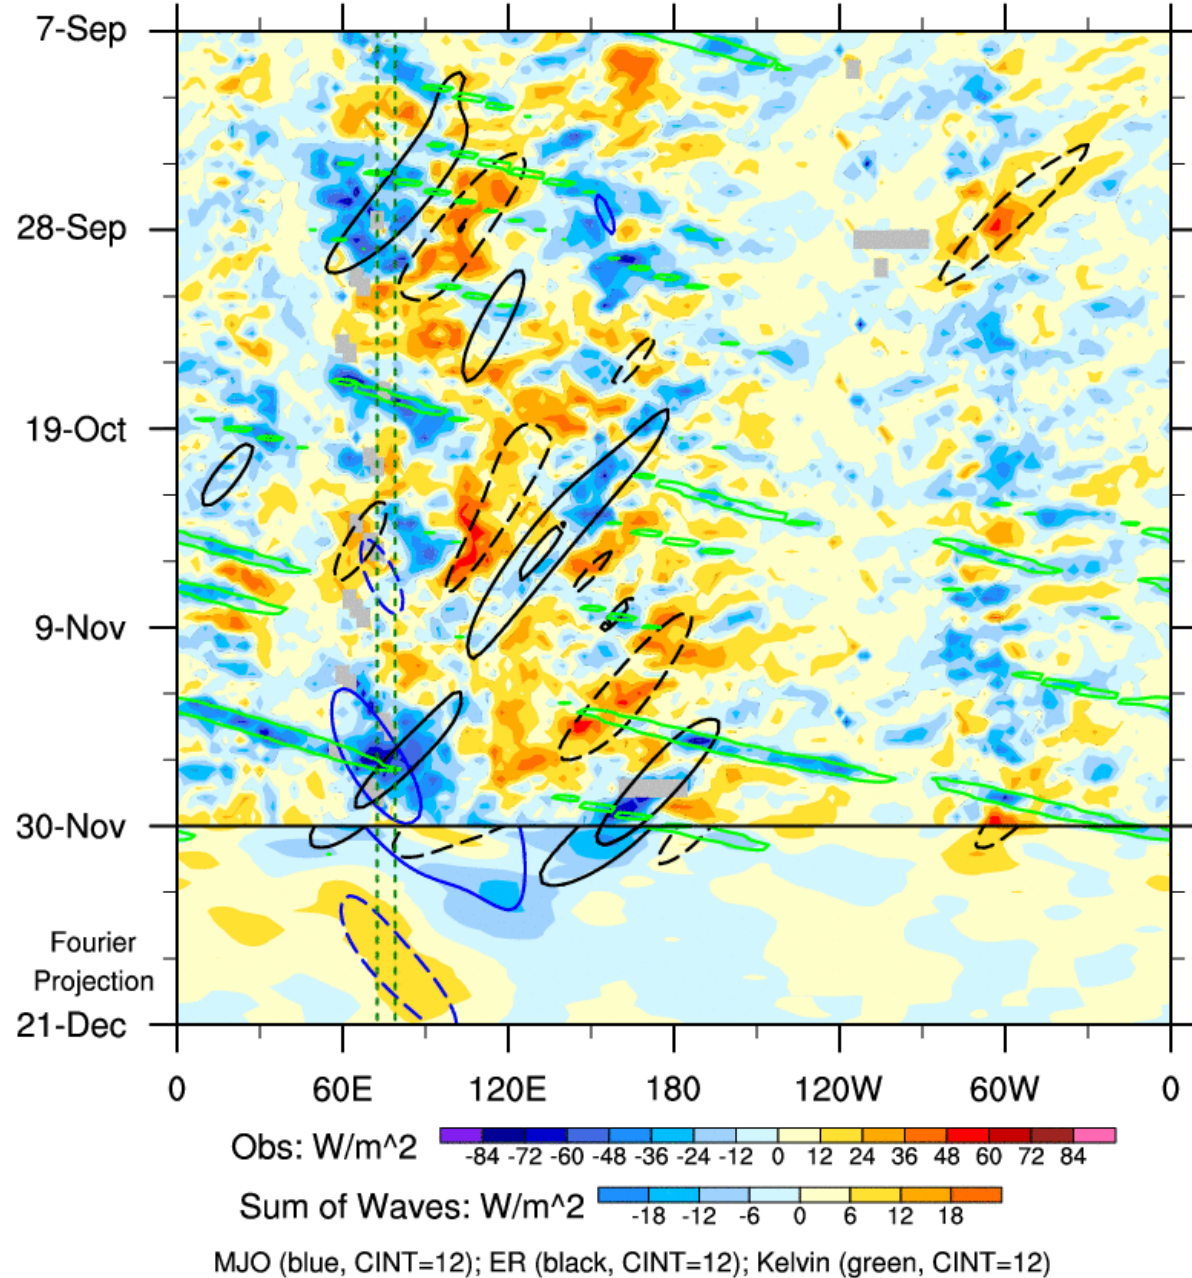 7-Sep
28-Sep
19-Oct
9-Nov
30-Nov
Fourier
Projection
21-Dec
0 60E 120E 180 120W 60W 0
Obs: W/m^2
-84 -72 -60 -48 -36 -24 -12 0 12 24 36 48 60 72 84
Sum of Waves: W/m^2
-18 -12 -6 0 6 12 18
MJO (blue, CINT=12); ER (black, CINT=12); Kelvin (green, CINT=12)